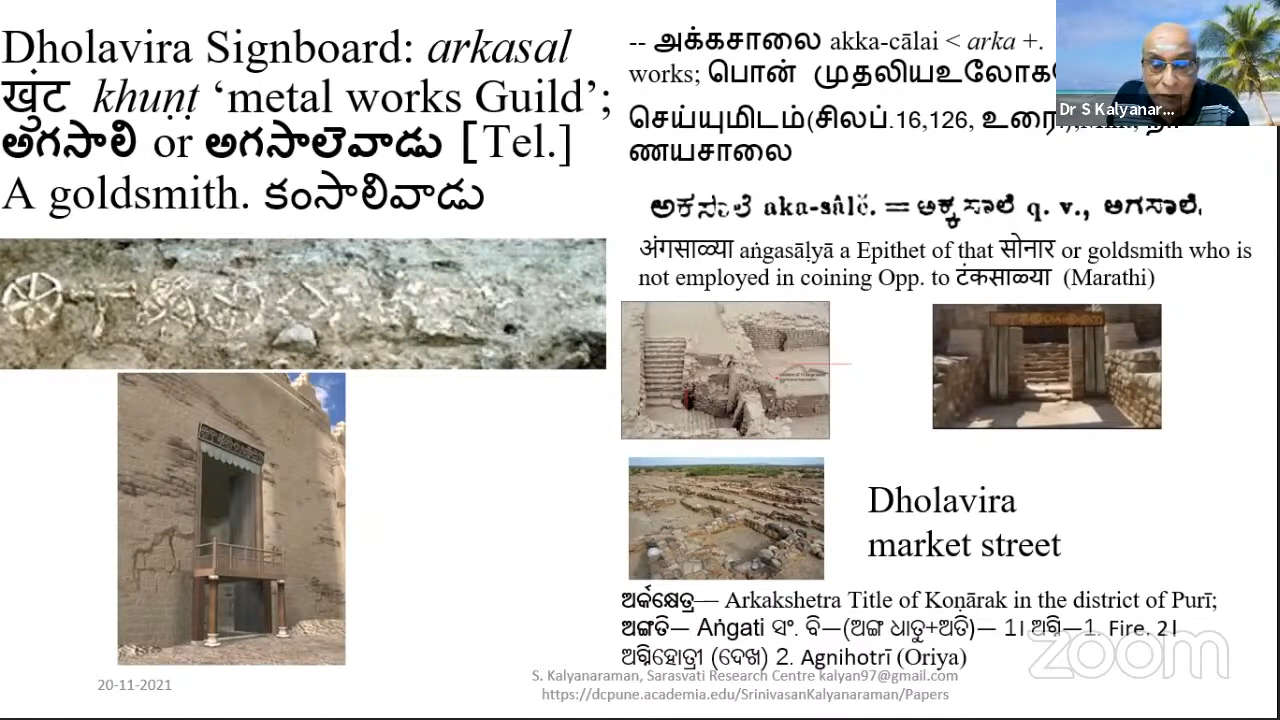 Ḍholavira Signboard: arkasal
खुंट khuṇṭ ‘metal works Guild’;
అగసాలి or అగసాలెవాడు [Tel.]
A goldsmith. కంసాలివాడు
-- அக்கசாலை akka-cālai < arka +.
works; பொன் முதலியஉலோக
செய்யுமிடம்(சிலப்.16,126, உரை
ணயசாலை
ಅಕಸಾಲೆ aka-sâlĕ. = ಅಕ್ಕಸಾಲೆ q. v., ಅಗಸಾಲೆ.
अंगसाळ्या aṅgasāḷyā a Epithet of that सोनार or goldsmith who is
not employed in coining Opp. to टंकसाळ्या (Marathi)
Dholavira
market street
ଅର୍କକ୍ଷେତ୍ର— Arkakshetra Title of Koṇārak in the district of Purī;
ଅଙ୍ଗତି— Aṅgati ସଂ. ବି—(ଅଙ୍ଗ ଧାତୁ+ଅତି)— 1। ଅଗ୍ନି—1. Fire. 2।
ଅଗ୍ନିହୋତ୍ରୀ (ଦେଖ) 2. Agnihotrī (Oriya)
20-11-2021
S. Kalyanaraman, Sarasvati Research Centre kalyan97@gmail.com
https://dcpune.academia.edu/SrinivasanKalyanaraman/Papers
Dr S Kalyanar...
zoom